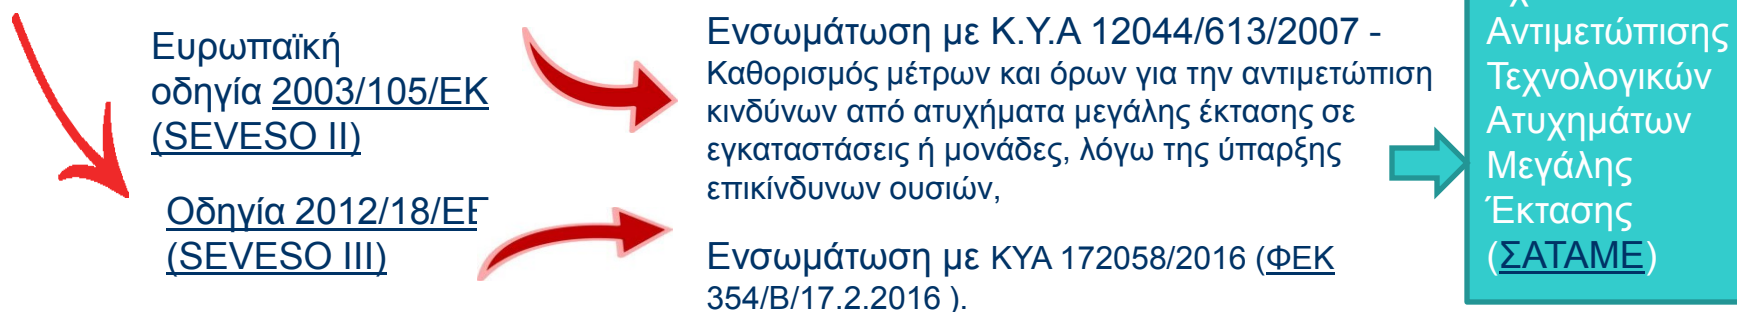 Ευρωπαϊκή
οδηγία 2003/105/ΕΚ
(SEVESO II)
Οδηγία 2012/18/ΕΕ
(SEVESO III)
Ενσωμάτωση με Κ.Υ.Α 12044/613/2007 -
Καθορισμός μέτρων και όρων για την αντιμετώπιση
κινδύνων από ατυχήματα μεγάλης έκτασης σε
εγκαταστάσεις ή μονάδες, λόγω της ύπαρξης
επικίνδυνων ουσιών,
Ενσωμάτωση με ΚΥΑ 172058/2016 (ΦΕΚ
354/Β/17.2.2016 ).
Αντιμετώπισης
Τεχνολογικών
Ατυχημάτων
Μεγάλης
Έκτασης
(ΣΑΤΑΜΕ)